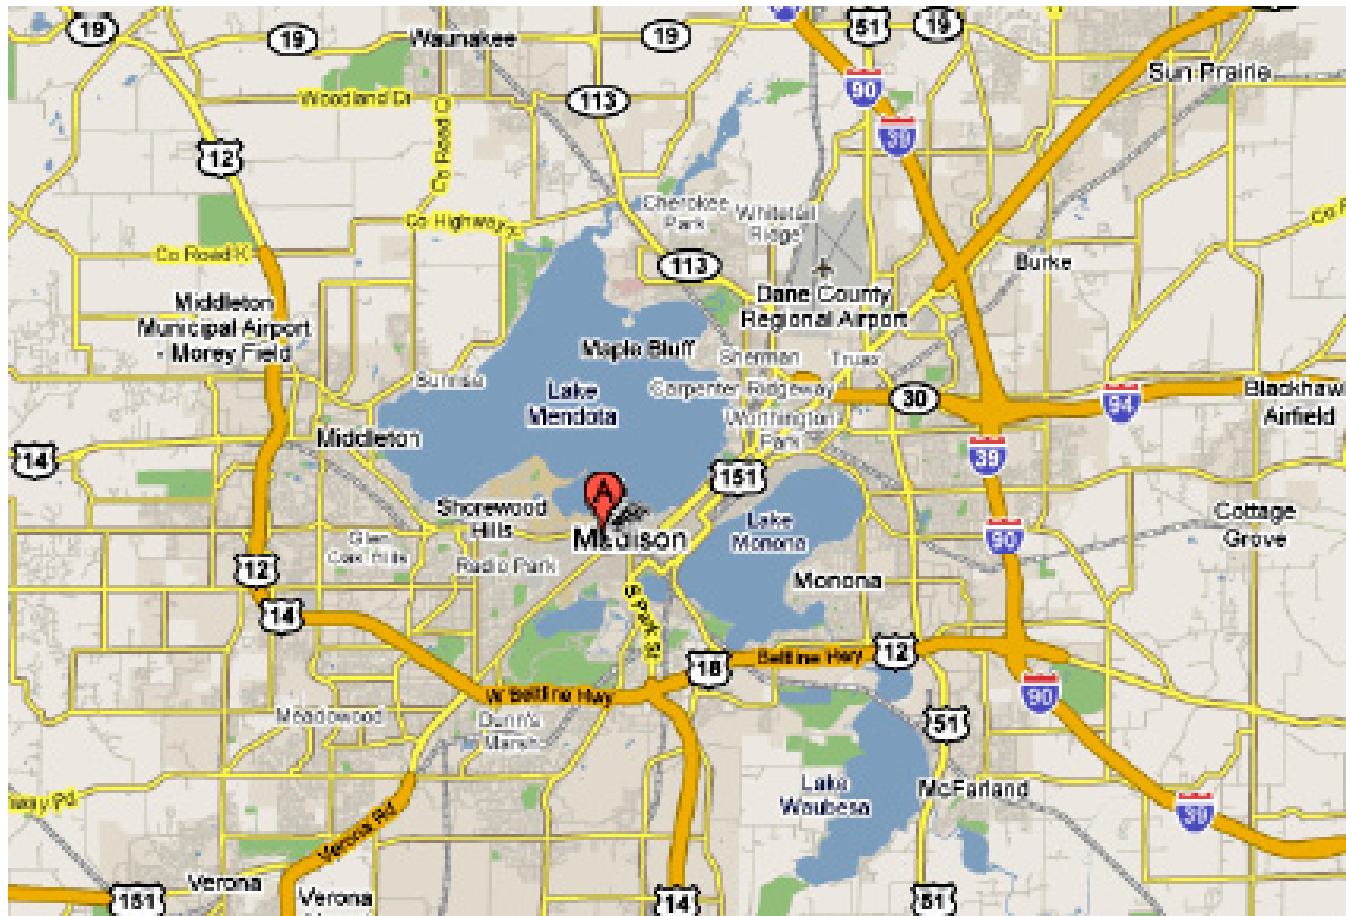 19
19
Waunakee
19
51
19
90
Sun Prairie
Woodland Dr
113
39
12
Co Road Q
Cherokee
Park
Whitetail
Ridge
Co Highway
Co Road K
113
Burke
Middleton
Municipal Airport
- Morey Field
Dane County
Regional Airport
Maple Bluff
Sherman
Truax
Lake
Mendota
Carpenter Ridgeway
30
94
Blackhaw
Airfield
Worthington
Park
Middleton
14
39
151
A
Shorewood
Hills
Madison
Lake
Monona
Cottage
Grove
90
Glen
Oak Hills
Radio Park
12
Monona
14
S Park St
18
Beltline Hwy
12
W Beltline Hwy
90
Meadowood
Dunn's
Marsh
51
Lake
Waubesa
McFarland
39
Verona Rd
Verona
Verona
151
14
51